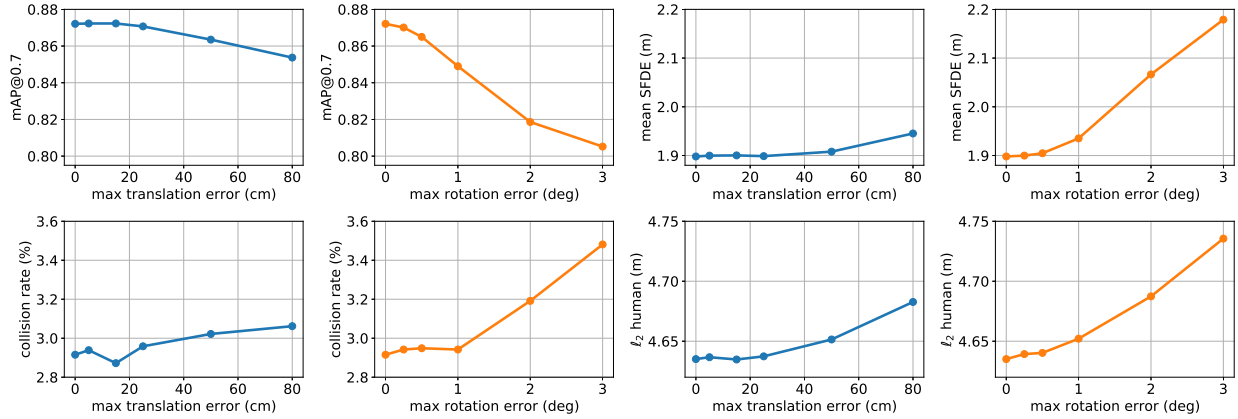 0.88
0.86
0.84
0.82
0.80
mAP@0.7
0 20 40 60 80
max translation error (cm)
0.88
0.86
0.84
0.82
0.80
mAP@0.7
0 1 2 3
max rotation error (deg)
2.2
2.1
2.0
1.9
mean SFDE (m)
0 20 40 60 80
max translation error (cm)
2.2
2.1
2.0
1.9
mean SFDE (m)
0 1 2 3
max rotation error (deg)
3.6
3.4
3.2
3.0
2.8
collision rate (%)
0 20 40 60 80
max translation error (cm)
3.6
3.4
3.2
3.0
2.8
collision rate (%)
0 1 2 3
max rotation error (deg)
4.75
4.70
4.65
ℓ₂ human (m)
0 20 40 60 80
max translation error (cm)
4.75
4.70
4.65
ℓ₂ human (m)
0 1 2 3
max rotation error (deg)